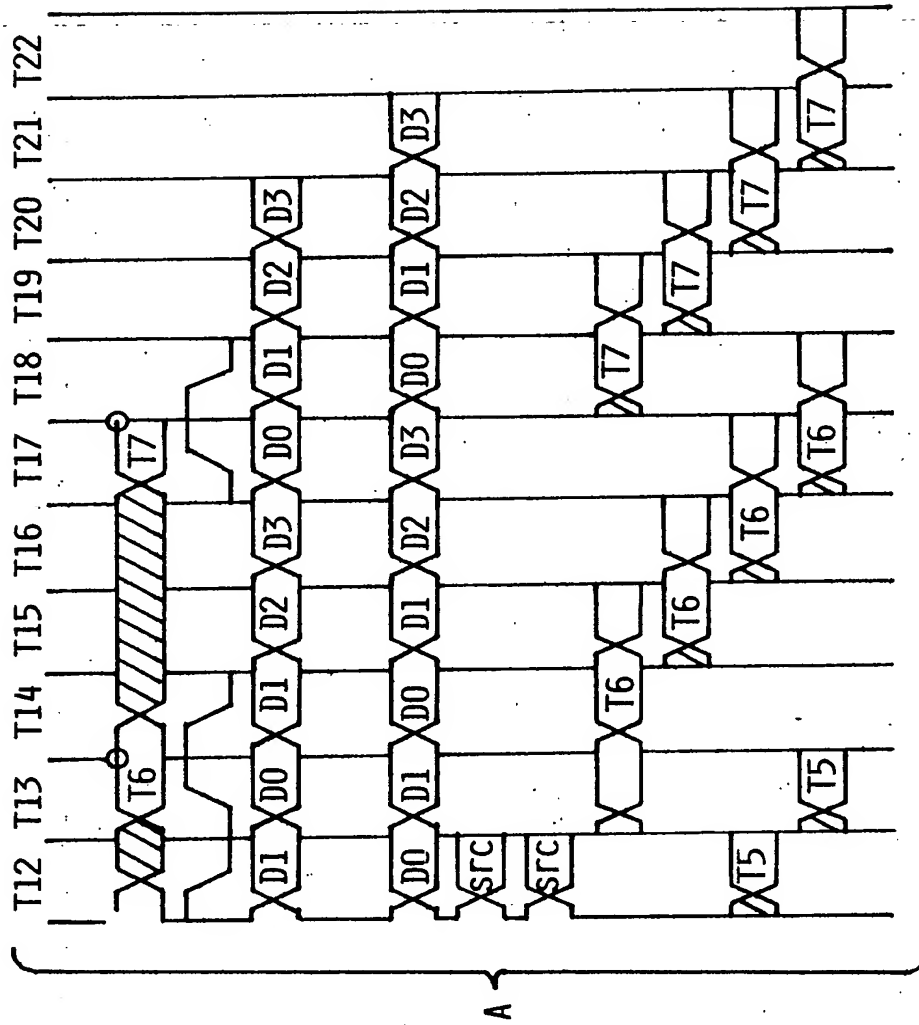 T12 T13 T14 T15 T16 T17 T18 T19 T20 T21 T22
T6 T7
D1 D0 D1 D2 D3 D0 D1 D2 D3
D0 D1 D0 D1 D2 D3 D0 D1 D2 D3
src
src
T6 T7
T6 T7
T5 T6 T7
T5 T6 T7
A